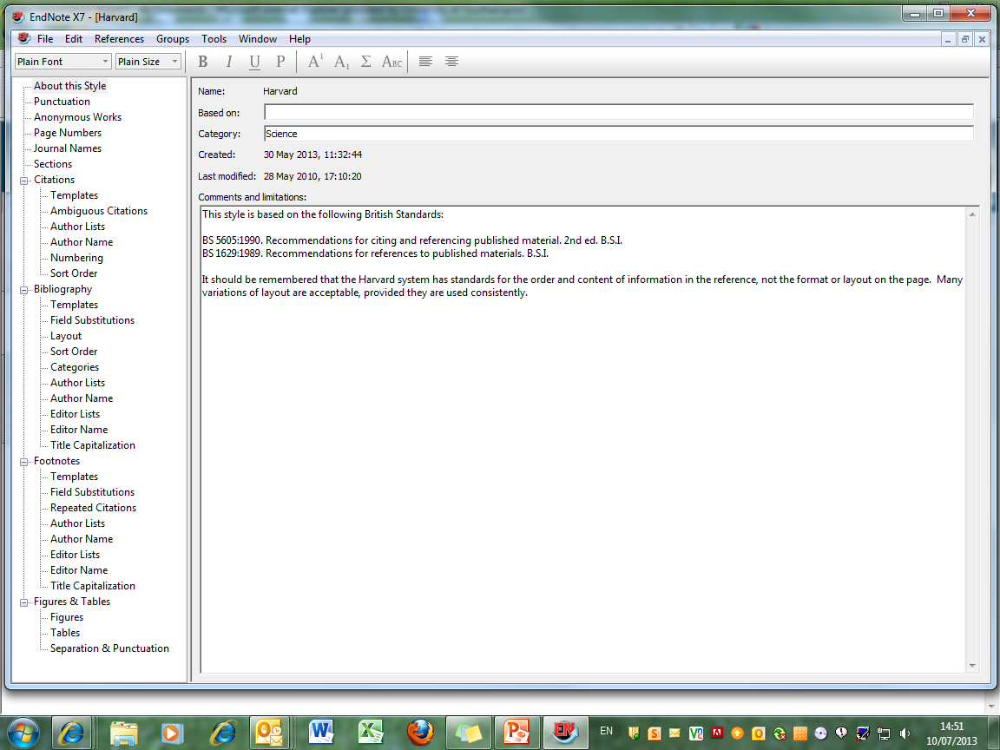 EndNote X7 - [Harvard]
File Edit References Groups Tools Window Help
Plain Font Plain Size B I U P A1 A1 Σ ABC
About this Style
Punctuation
Anonymous Works
Page Numbers
Journal Names
Sections
Citations
Templates
Ambiguous Citations
Author Lists
Author Name
Numbering
Sort Order
Bibliography
Templates
Field Substitutions
Layout
Sort Order
Categories
Author Lists
Author Name
Editor Lists
Editor Name
Title Capitalization
Footnotes
Templates
Field Substitutions
Repeated Citations
Author Lists
Author Name
Editor Lists
Editor Name
Title Capitalization
Figures & Tables
Figures
Tables
Separation & Punctuation
Name: Harvard
Based on:
Category: Science
Created: 30 May 2013, 11:32:44
Last modified: 28 May 2010, 17:10:20
Comments and limitations:
This style is based on the following British Standards:
BS 5605:1990. Recommendations for citing and referencing published material. 2nd ed. B.S.I.
BS 1629:1989. Recommendations for references to published materials. B.S.I.
It should be remembered that the Harvard system has standards for the order and content of information in the reference, not the format or layout on the page. Many
variations of layout are acceptable, provided they are used consistently.
EN
14:51
10/07/2013